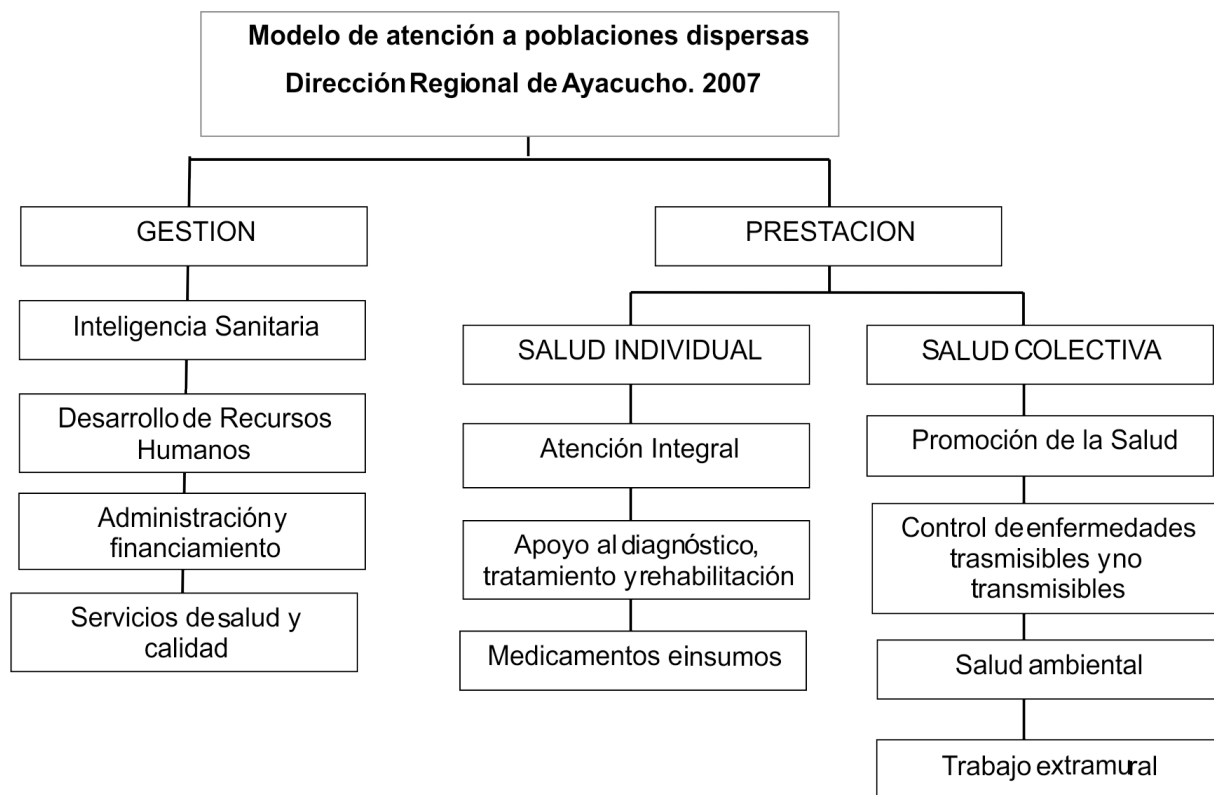 Modelo de atención a poblaciones dispersas
Dirección Regional de Ayacucho. 2007
GESTION
PRESTACION
Inteligencia Sanitaria
SALUD INDIVIDUAL
SALUD COLECTIVA
Desarrollo de Recursos
Humanos
Atención Integral
Promoción de la Salud
Administración y
financiamiento
Apoyo al diagnóstico,
tratamiento y rehabilitación
Control de enfermedades
trasmisibles y no
transmisibles
Servicios de salud y
calidad
Medicamentos e insumos
Salud ambiental
Trabajo extramural